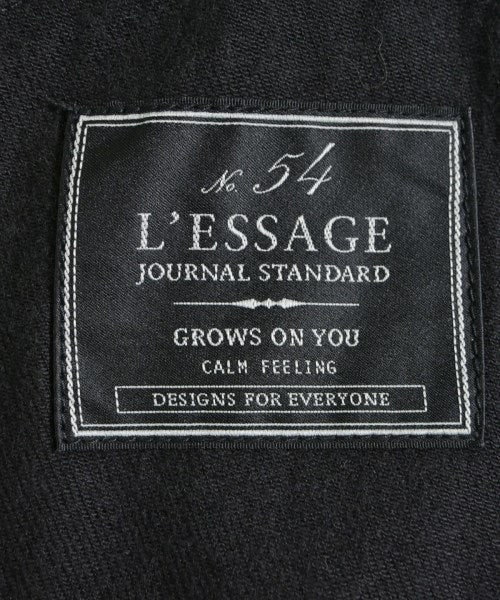 No. 54
L'ESSAGE
JOURNAL STANDARD
GROWS ON YOU
CALM FEELING
DESIGNS FOR EVERYONE